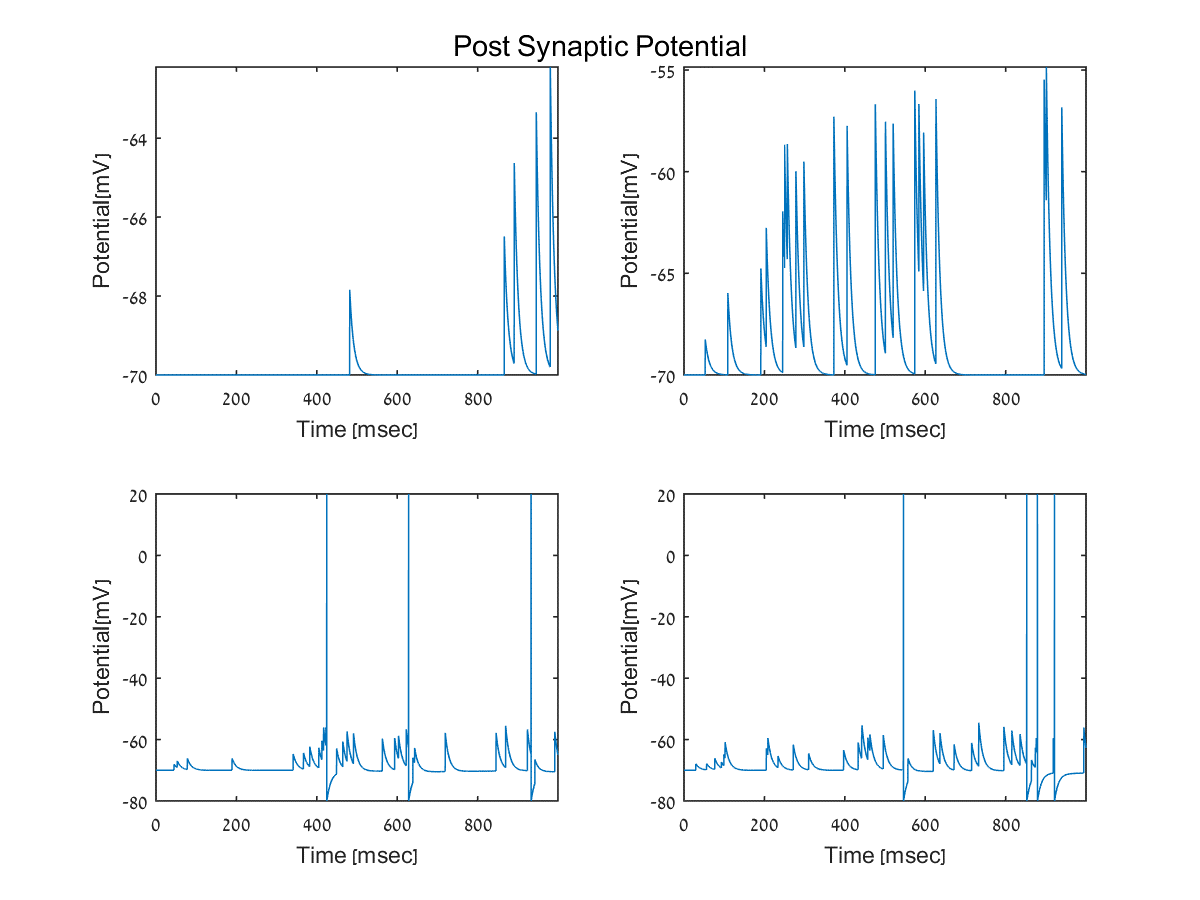 Post Synaptic Potential
Potential[mV]
-64
-66
-68
-70
0 200 400 600 800
Time [msec]
Potential[mV]
-55
-60
-65
-70
0 200 400 600 800
Time [msec]
Potential[mV]
20
0
-20
-40
-60
-80
0 200 400 600 800
Time [msec]
Potential[mV]
20
0
-20
-40
-60
-80
0 200 400 600 800
Time [msec]